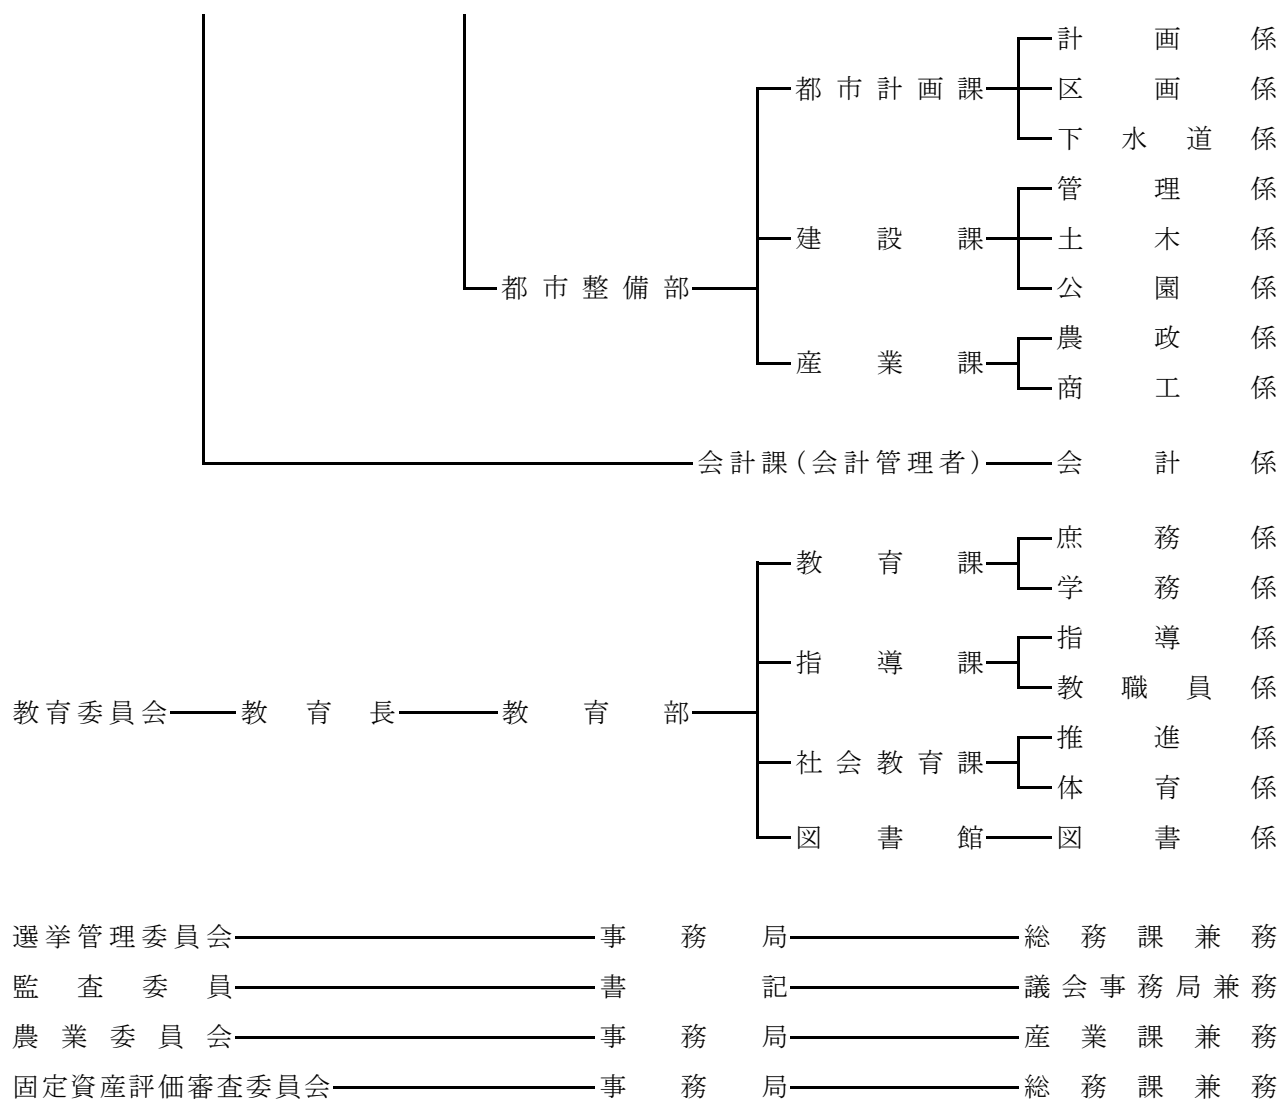 計画係
都市計画課 区画係
下水道係
管理係
建設課 土木係
都市整備部 公園係
農政係
産業課
商工係
会計課(会計管理者) 会計係
庶務係
教育課
学務係
指導係
指導課
教職員係
教育委員会 教育長 教育部
推進係
社会教育課
体育係
図書館 図書係
選挙管理委員会 事務局 総務課兼務
監査委員 書記 議会事務局兼務
農業委員会 事務局 産業課兼務
固定資産評価審査委員会 事務局 総務課兼務